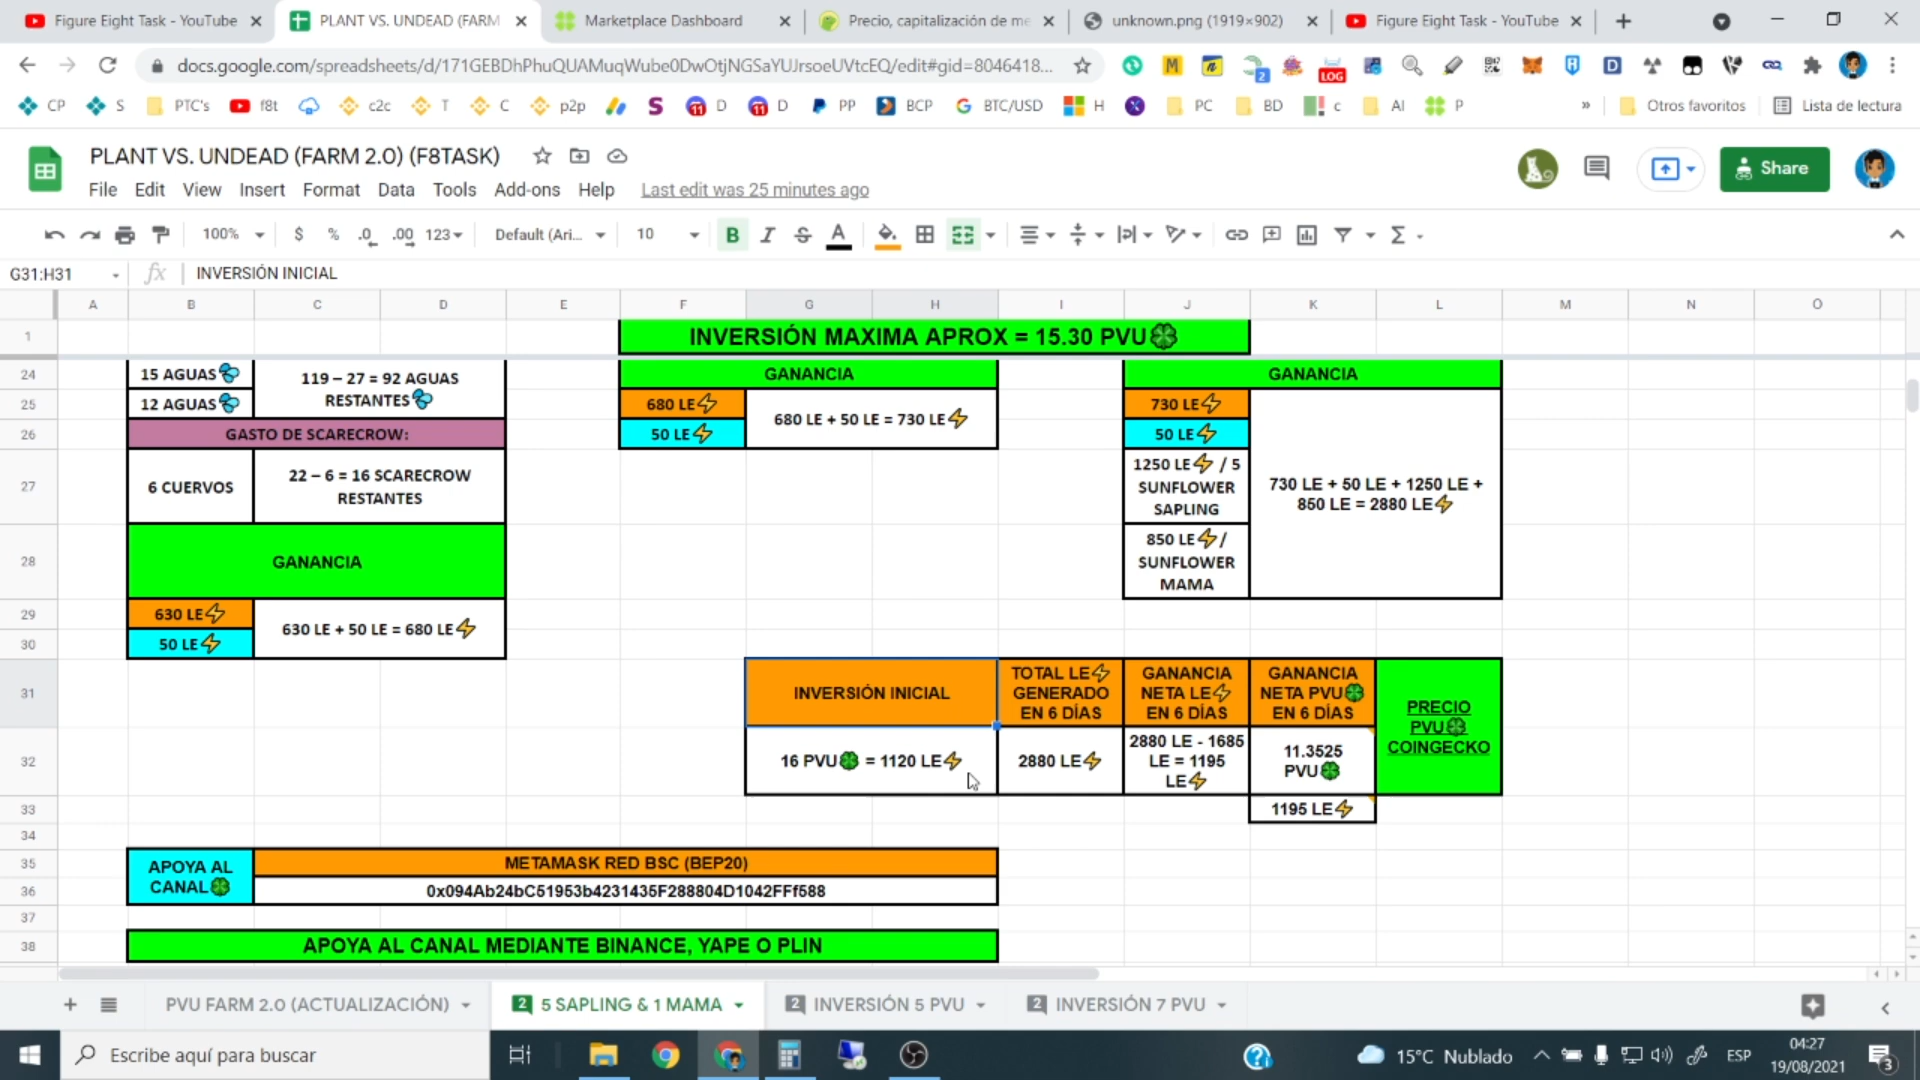 Figure Eight Task - YouTube
PLANT VS. UNDEAD (FARM
Marketplace Dashboard
Precio, capitalización de me
unknown.png (1919×902)
Figure Eight Task - YouTube
docs.google.com/spreadsheets/d/171GEBDhPhuQUAMuqWube0DwOtjNGSaYUJrsoeUVtcEQ/edit#gid=8046418...
2
LOG
CP
S
PTC's
f8t
c2c
T
C
p2p
S
11 D
11 D
PP
BCP
BTC/USD
H
PC
BD
c
AI
P
»
Otros favoritos
Lista de lectura
PLANT VS. UNDEAD (FARM 2.0) (F8TASK)
File Edit View Insert Format Data Tools Add-ons Help Last edit was 25 minutes ago
Share
100% $ % .0 .00 123 Default (Ari... 10 B I S A
G31:H31 fx INVERSIÓN INICIAL
A B C D E F G H I J K L M N O
1 INVERSIÓN MAXIMA APROX = 15.30 PVU
24 15 AGUAS
119 – 27 = 92 AGUAS
RESTANTES
GANANCIA
GANANCIA
25 12 AGUAS
680 LE
680 LE + 50 LE = 730 LE
730 LE
26 GASTO DE SCARECROW:
50 LE
50 LE
27 6 CUERVOS
22 – 6 = 16 SCARECROW
RESTANTES
1250 LE / 5
SUNFLOWER
SAPLING
730 LE + 50 LE + 1250 LE +
850 LE = 2880 LE
28 GANANCIA
850 LE /
SUNFLOWER
MAMA
29 630 LE
630 LE + 50 LE = 680 LE
30 50 LE
31 INVERSIÓN INICIAL
TOTAL LE
GENERADO
EN 6 DÍAS
GANANCIA
NETA LE
EN 6 DÍAS
GANANCIA
NETA PVU
EN 6 DÍAS
PRECIO
PVU
COINGECKO
32 16 PVU = 1120 LE
2880 LE
2880 LE - 1685
LE = 1195
LE
11.3525
PVU
33 1195 LE
34
35 APOYA AL
CANAL
METAMASK RED BSC (BEP20)
36 0x094Ab24bC51953b4231435F288804D1042FFf588
37
38 APOYA AL CANAL MEDIANTE BINANCE, YAPE O PLIN
PVU FARM 2.0 (ACTUALIZACIÓN)
2 5 SAPLING & 1 MAMA
2 INVERSIÓN 5 PVU
2 INVERSIÓN 7 PVU
Escribe aquí para buscar
15°C Nublado
ESP
04:27
19/08/2021
3